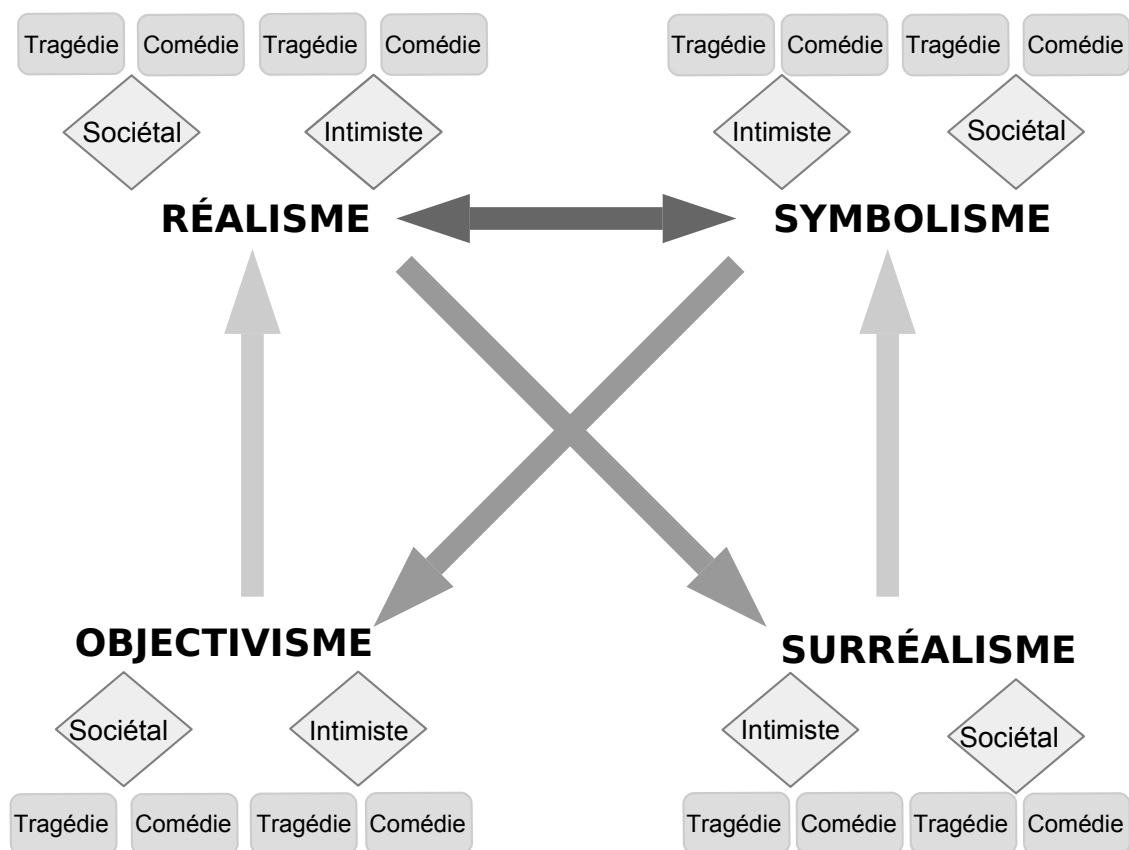 Tragédie Comédie Tragédie Comédie Tragédie Comédie Tragédie Comédie
Sociétal Intimiste Intimiste Sociétal
RÉALISME SYMBOLISME
OBJECTIVISME SURRÉALISME
Sociétal Intimiste Intimiste Sociétal
Tragédie Comédie Tragédie Comédie Tragédie Comédie Tragédie Comédie